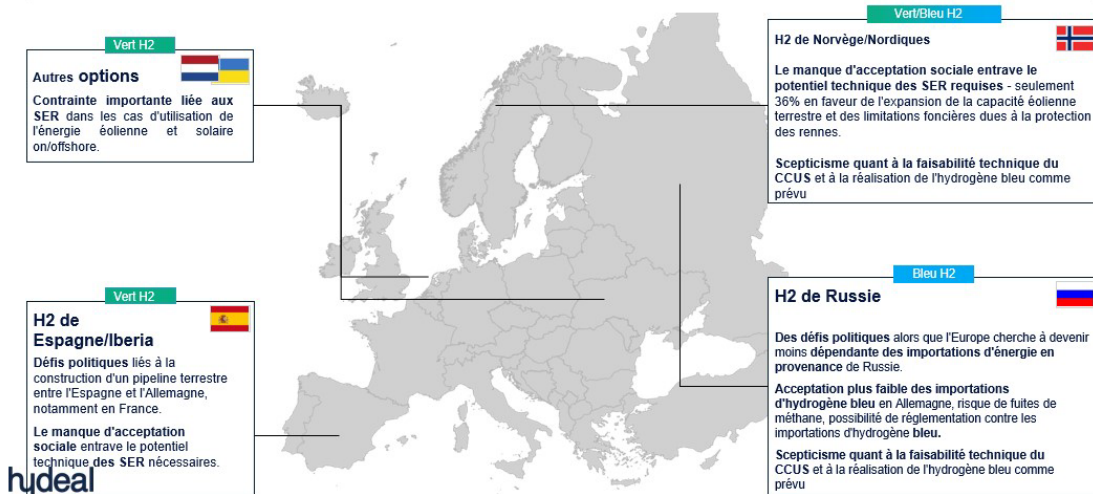 Vert H2
Autres options
Contrainte importante liée aux
SER dans les cas d'utilisation de
l'énergie éolienne et solaire
on/offshore.
Vert H2
H2 de
Espagne/Iberia
Défis politiques liés à la
construction d'un pipeline terrestre
entre l'Espagne et l'Allemagne,
notamment en France.
Le manque d'acceptation
sociale entrave le potentiel
technique des SER nécessaires.
hydeal
Vert/Bleu H2
H2 de Norvège/Nordiques
Le manque d'acceptation sociale entrave le
potentiel technique des SER requises - seulement
36% en faveur de l'expansion de la capacité éolienne
terrestre et des limitations foncières dues à la protection
des rennes.
Scepticisme quant à la faisabilité technique du
CCUS et à la réalisation de l'hydrogène bleu comme
prévu
Bleu H2
H2 de Russie
Des défis politiques alors que l'Europe cherche à devenir
moins dépendante des importations d'énergie en
provenance de Russie.
Acceptation plus faible des importations
d'hydrogène bleu en Allemagne, risque de fuites de
méthane, possibilité de réglementation contre les
importations d'hydrogène bleu.
Scepticisme quant à la faisabilité technique du
CCUS et à la réalisation de l'hydrogène bleu comme
prévu